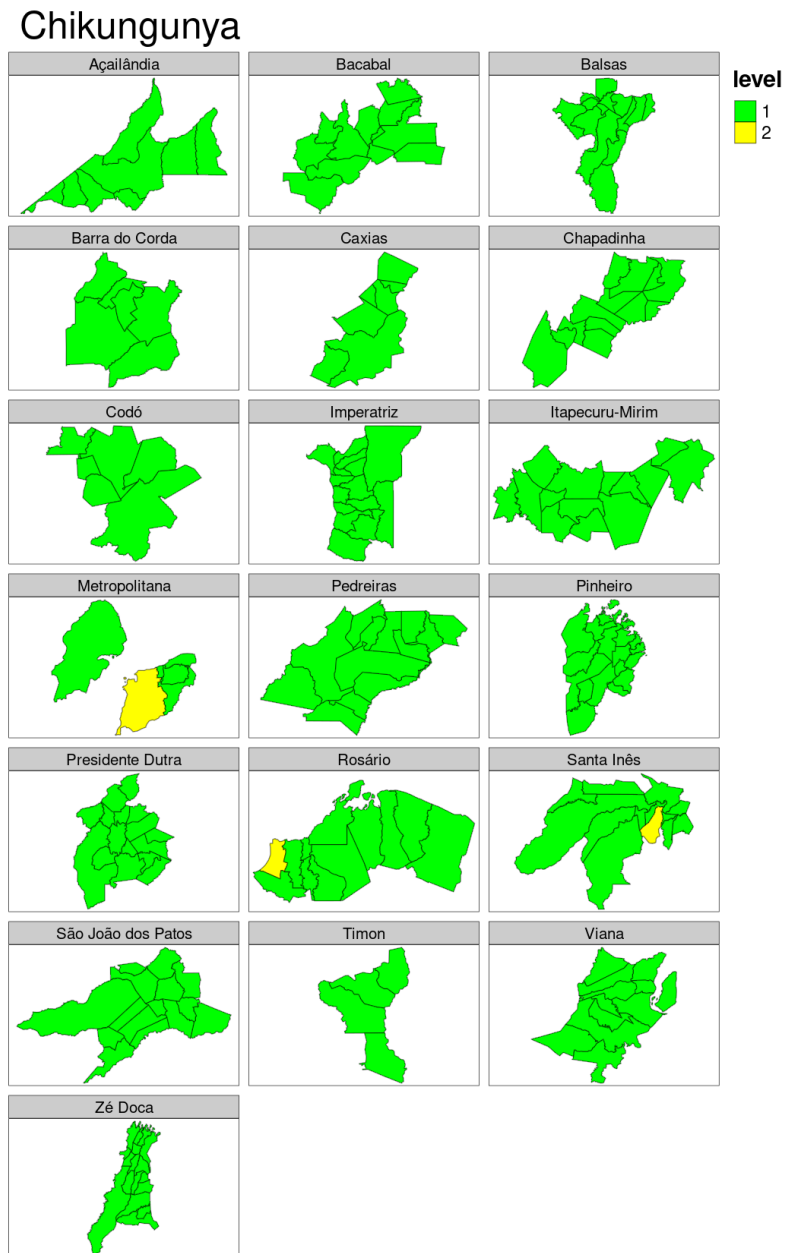 Chikungunya
Açailândia
Bacabal
Balsas
level
1
2
Barra do Corda
Caxias
Chapadinha
Codó
Imperatriz
Itapecuru-Mirim
Metropolitana
Pedreiras
Pinheiro
Presidente Dutra
Rosário
Santa Inês
São João dos Patos
Timon
Viana
Zé Doca